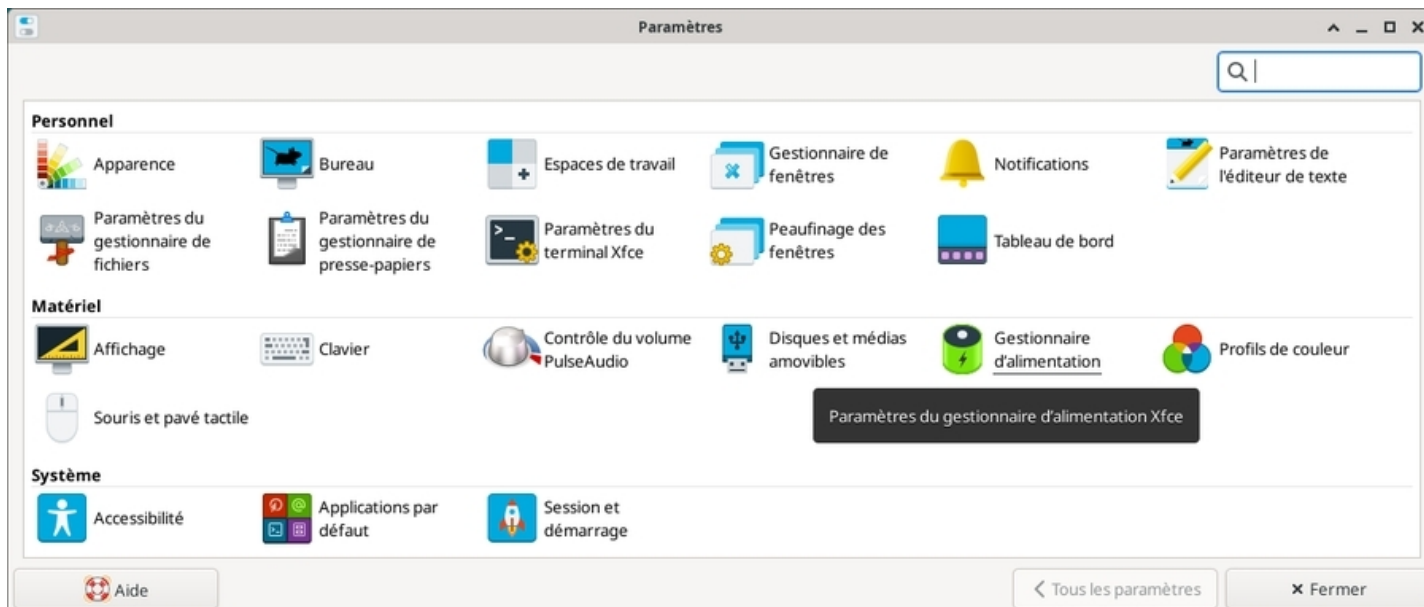 Paramètres
Personnel
Apparence
Bureau
Espaces de travail
Gestionnaire de
fenêtres
Notifications
Paramètres de
l'éditeur de texte
Paramètres du
gestionnaire de
fichiers
Paramètres du
gestionnaire de
presse-papiers
Paramètres du
terminal Xfce
Peaufinage des
fenêtres
Tableau de bord
Matériel
Affichage
Clavier
Contrôle du volume
PulseAudio
Disques et médias
amovibles
Gestionnaire
d’alimentation
Profils de couleur
Souris et pavé tactile
Paramètres du gestionnaire d’alimentation Xfce
Système
Accessibilité
Applications par
défaut
Session et
démarrage
Aide
Tous les paramètres
Fermer